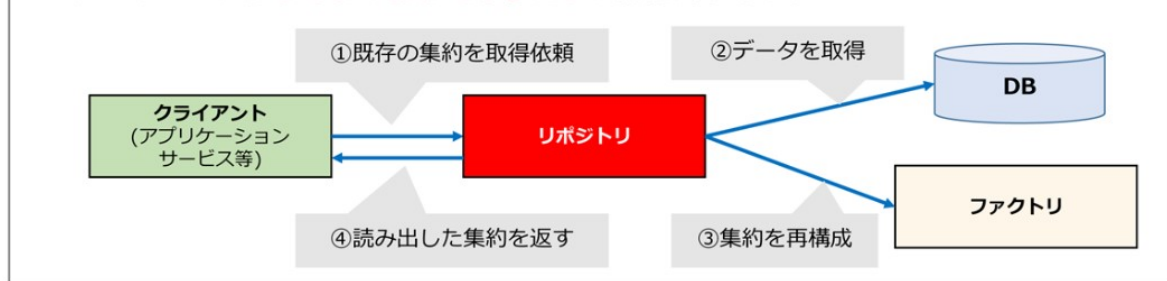 ①既存の集約を取得依頼
②データを取得
DB
クライアント
(アプリケーション
サービス等)
リポジトリ
ファクトリ
④読み出した集約を返す
③集約を再構成